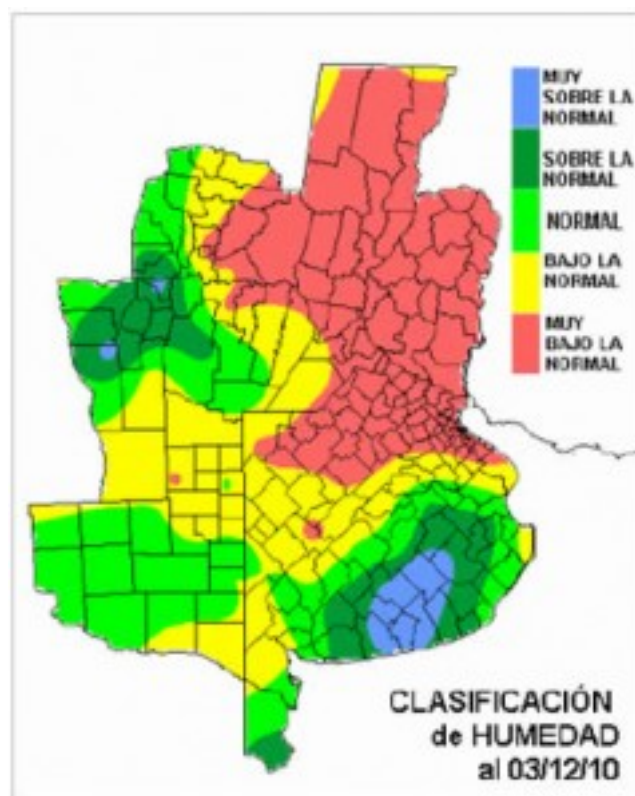 MUY
SOBRE LA
NORMAL
SOBRE LA
NORMAL
NORMAL
BAJO LA
NORMAL
MUY
BAJO LA
NORMAL
CLASIFICACIÓN
de HUMEDAD
al 03/12/10